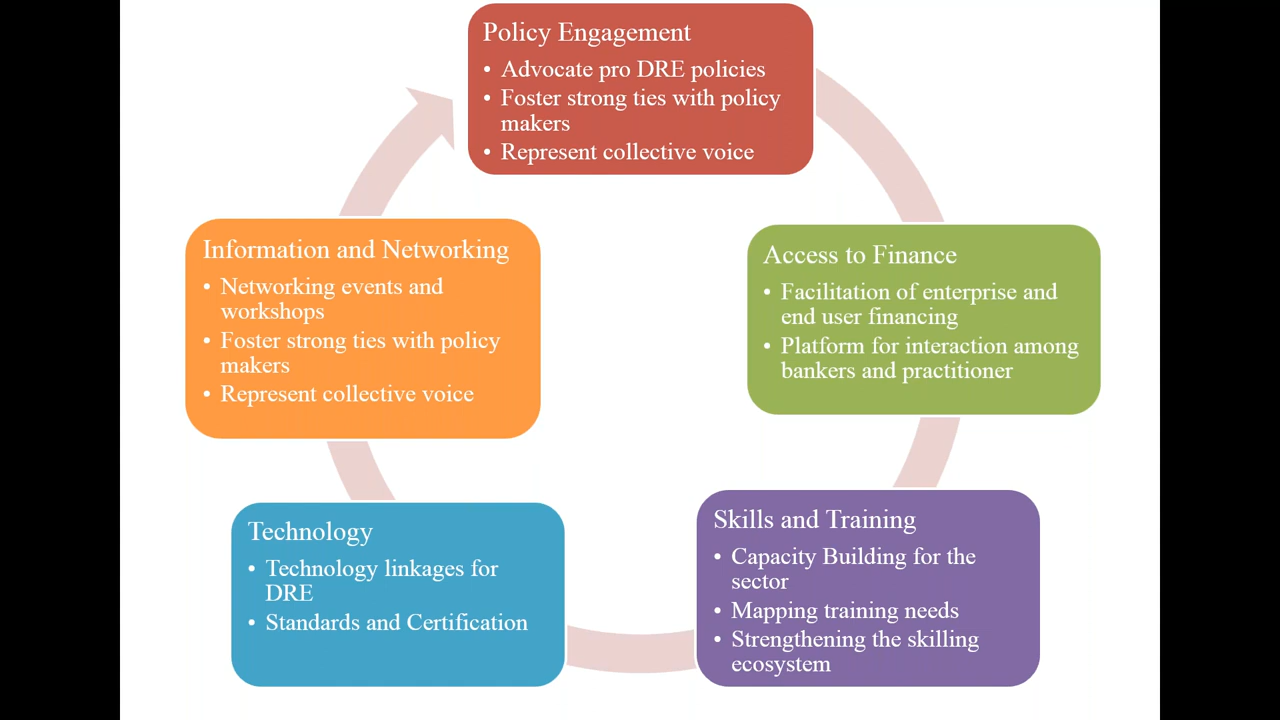 Policy Engagement
• Advocate pro DRE policies
• Foster strong ties with policy
makers
• Represent collective voice
Access to Finance
• Facilitation of enterprise and
end user financing
• Platform for interaction among
bankers and practitioner
Skills and Training
• Capacity Building for the
sector
• Mapping training needs
• Strengthening the skilling
ecosystem
Technology
• Technology linkages for
DRE
• Standards and Certification
Information and Networking
• Networking events and
workshops
• Foster strong ties with policy
makers
• Represent collective voice